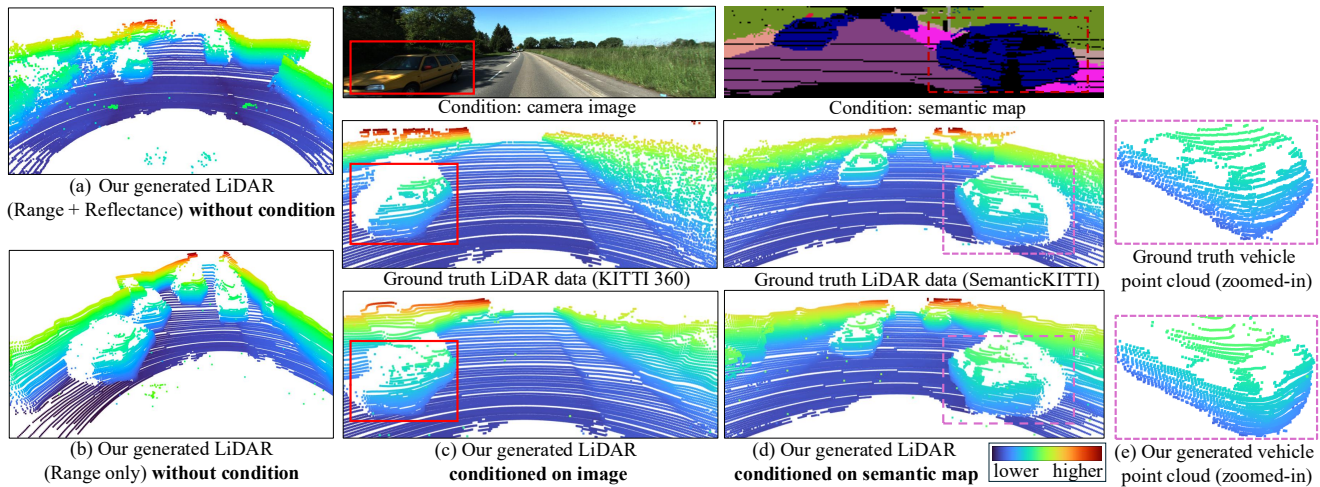 Condition: camera image
Condition: semantic map
(a) Our generated LiDAR
(Range + Reflectance) without condition
Ground truth LiDAR data (KITTI 360)
Ground truth LiDAR data (SemanticKITTI)
Ground truth vehicle
point cloud (zoomed-in)
(b) Our generated LiDAR
(Range only) without condition
(c) Our generated LiDAR
conditioned on image
(d) Our generated LiDAR
conditioned on semantic map
lower higher
(e) Our generated vehicle
point cloud (zoomed-in)